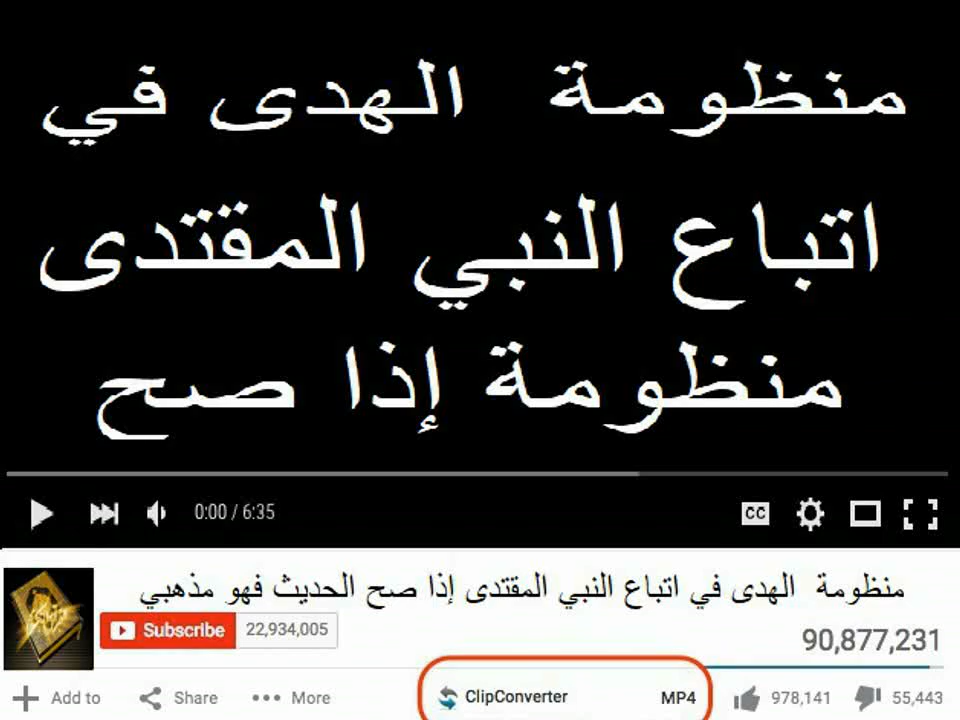 منظومة الهدى في
اتباع النبي المقتدى
منظومة إذا صح
0:00 / 6:35
CC
منظومة الهدى في اتباع النبي المقتدى إذا صح الحديث فهو مذهبي
Subscribe 22,934,005
90,877,231
Add to Share More ClipConverter MP4 978,141 55,443